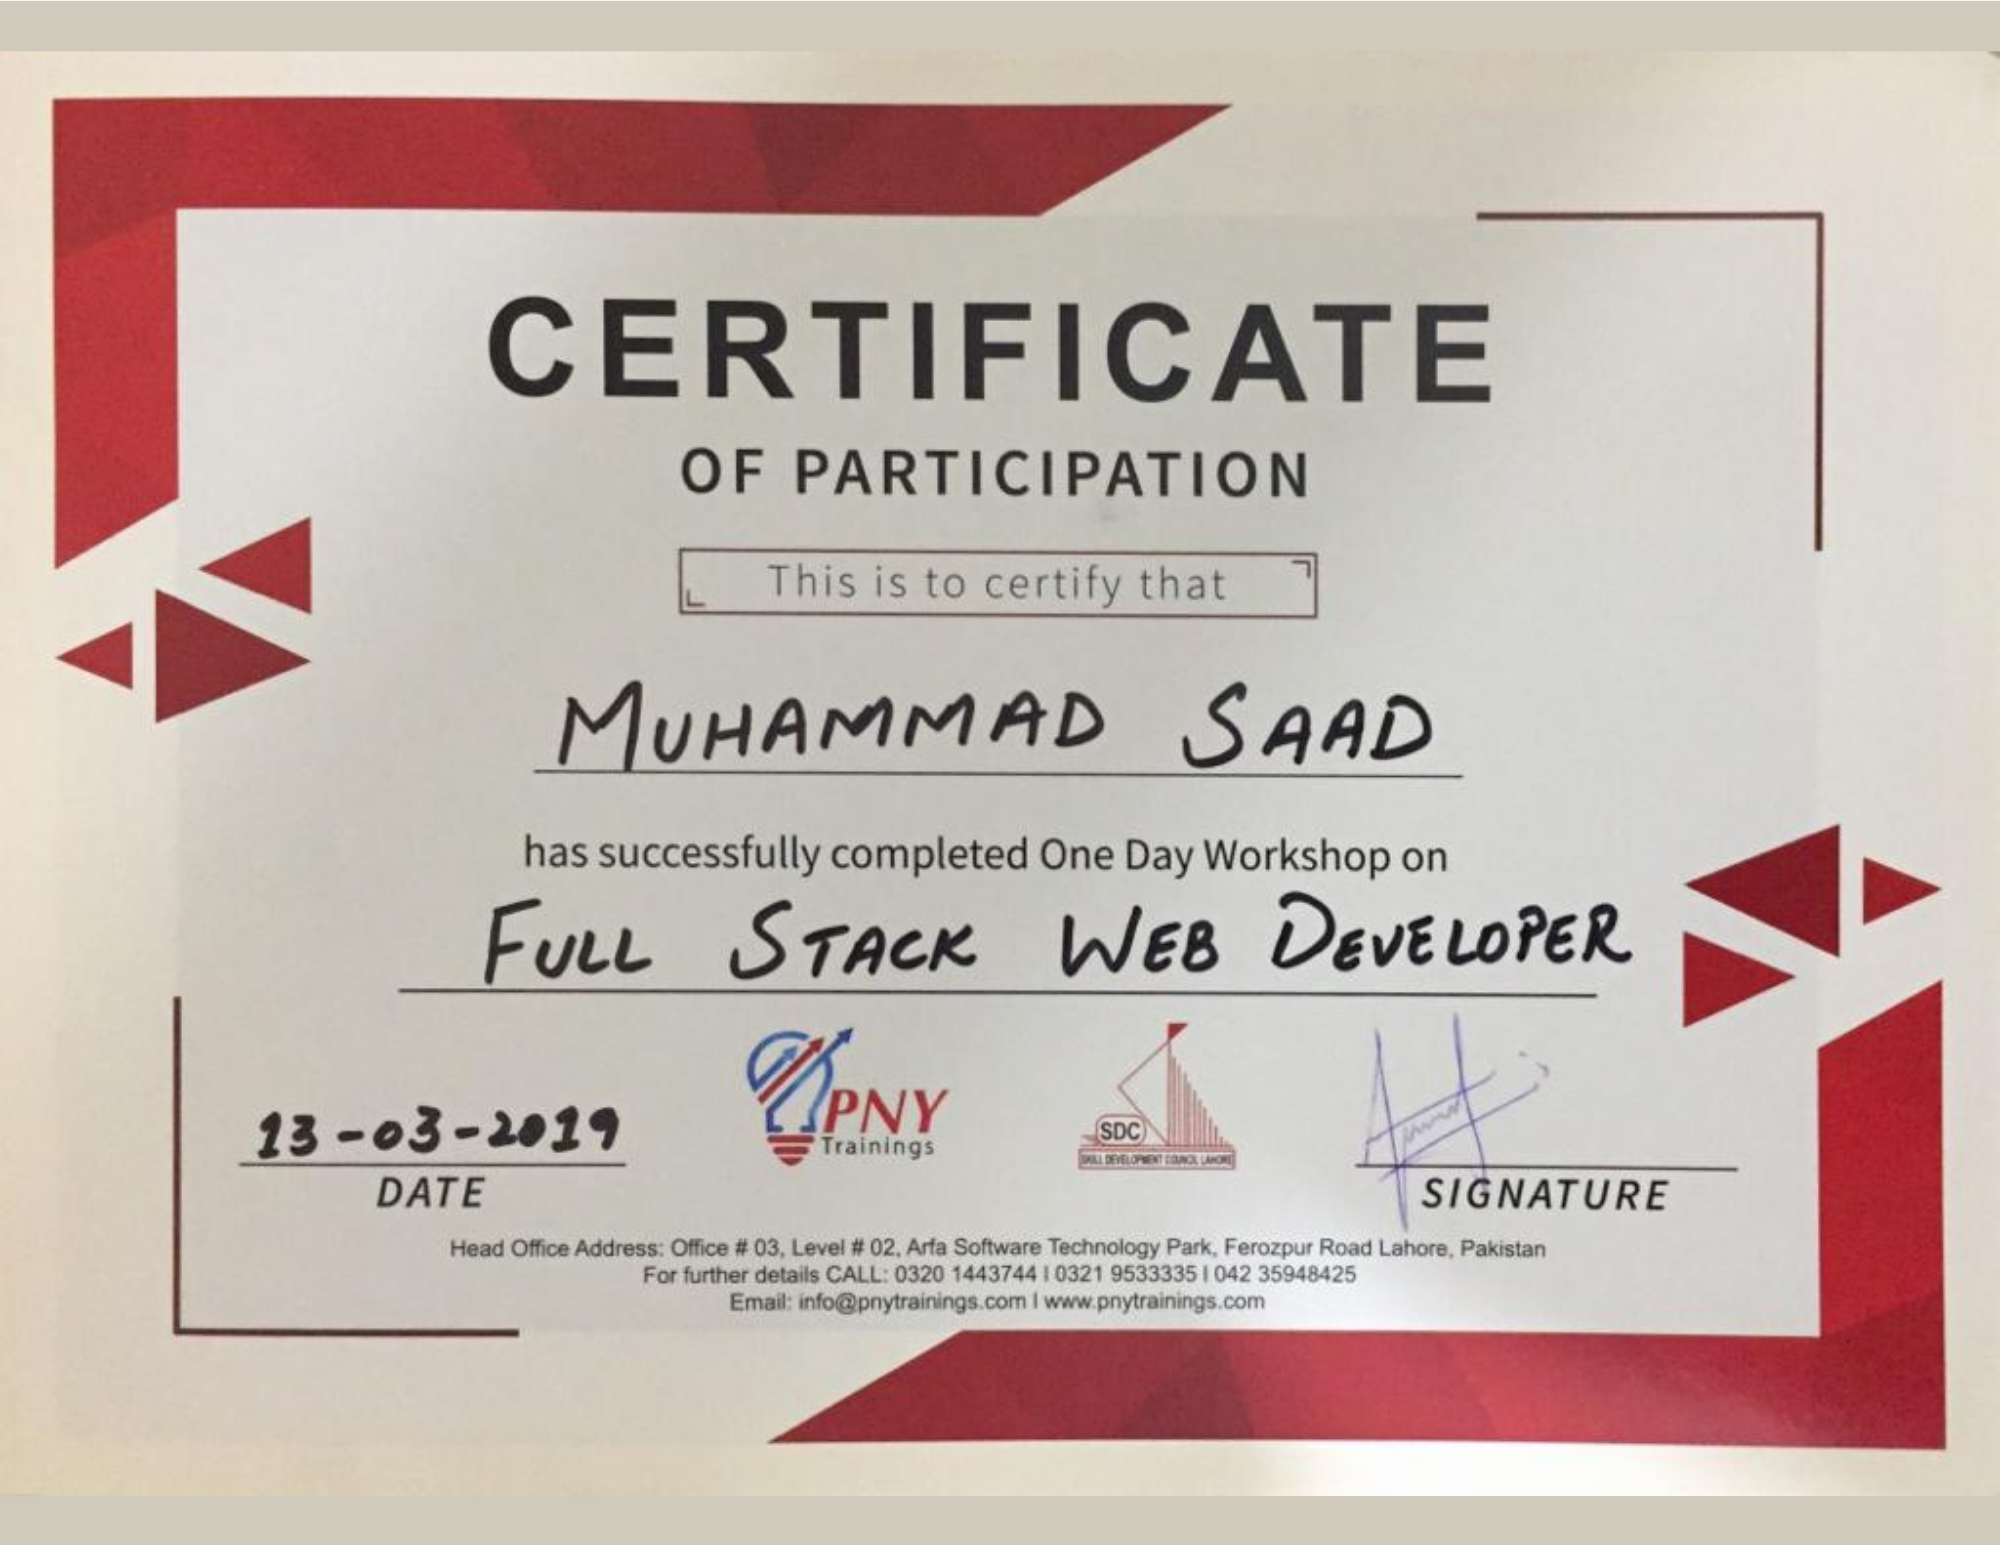 CERTIFICATE
OF PARTICIPATION
This is to certify that
MUHAMMAD SAAD
has successfully completed One Day Workshop on
FULL STACK WEB DEVELOPER
13-03-2019
DATE
PNY
Trainings
SDC
SKILL DEVELOPMENT COUNCIL LAHORE
SIGNATURE
Head Office Address: Office # 03, Level # 02, Arfa Software Technology Park, Ferozpur Road Lahore, Pakistan
For further details CALL: 0320 1443744 I 0321 9533335 I 042 35948425
Email: info@pnytrainings.com I www.pnytrainings.com